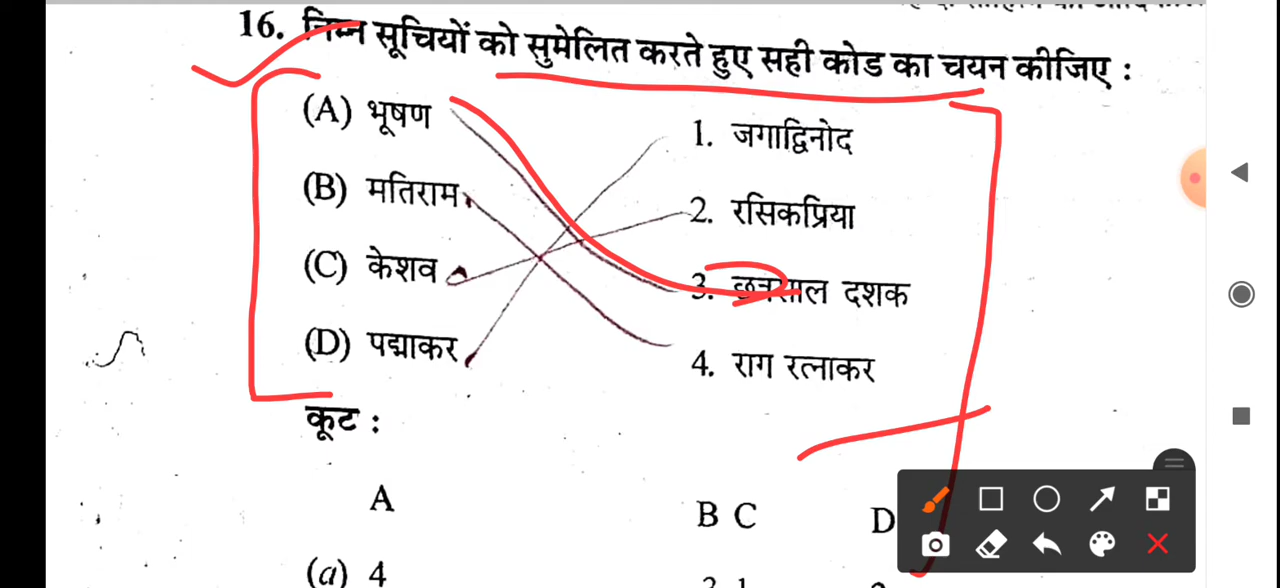 16. निम्न सूचियों को सुमेलित करते हुए सही कोड का चयन कीजिए :
(A) भूषण
1. जगाद्विनोद
(B) मतिराम
2. रसिकप्रिया
(C) केशव
3. छत्रसाल दशक
(D) पद्माकर
4. राग रत्नाकर
कूट :
A B C D
(a) 4